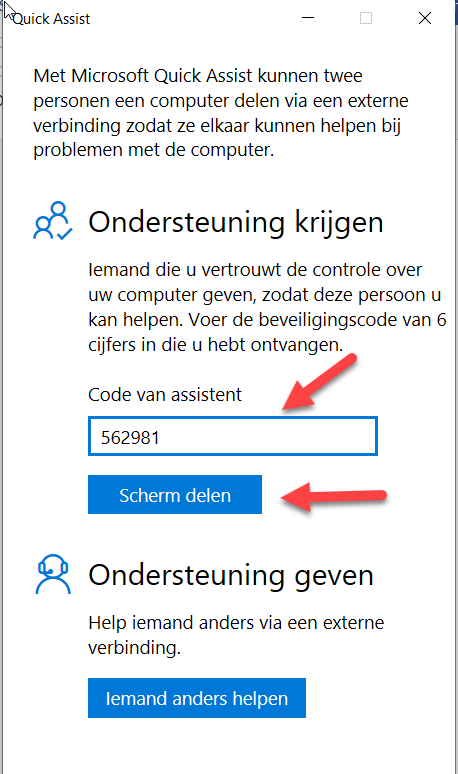 Quick Assist
Met Microsoft Quick Assist kunnen twee
personen een computer delen via een externe
verbinding zodat ze elkaar kunnen helpen bij
problemen met de computer.
Ondersteuning krijgen
Iemand die u vertrouwt de controle over
uw computer geven, zodat deze persoon u
kan helpen. Voer de beveiligingscode van 6
cijfers in die u hebt ontvangen.
Code van assistent
562981
Scherm delen
Ondersteuning geven
Help iemand anders via een externe
verbinding.
Iemand anders helpen